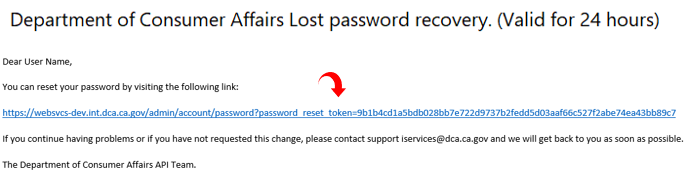 Department of Consumer Affairs Lost password recovery. (Valid for 24 hours)
Dear User Name,
You can reset your password by visiting the following link:
https://websvcs-dev.int.dca.ca.gov/admin/account/password?password_reset_token=9b1b4cd1a5bdb028bb7e722d9737b2fedd5d03aaf66c527f2abe74ea43bb89c7
If you continue having problems or if you have not requested this change, please contact support iservices@dca.ca.gov and we will get back to you as soon as possible.
The Department of Consumer Affairs API Team.